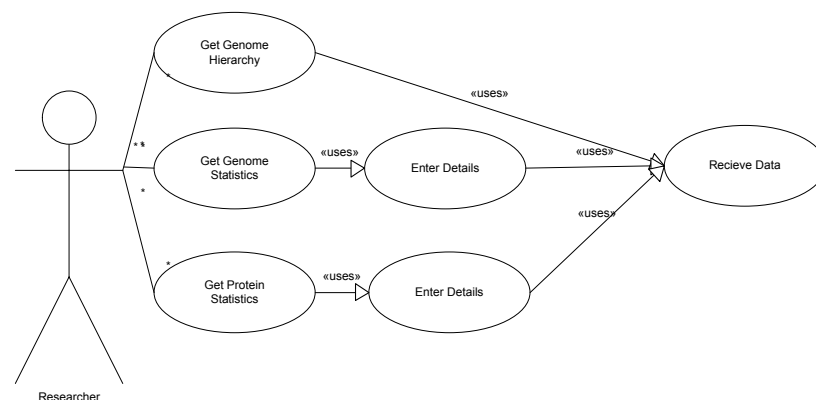 Get Genome
Hierarchy
*
«uses»
* *
*
Get Genome
Statistics
«uses»
Enter Details
«uses»
Recieve Data
*
«uses»
*
Get Protein
Statistics
«uses»
Enter Details
Researcher